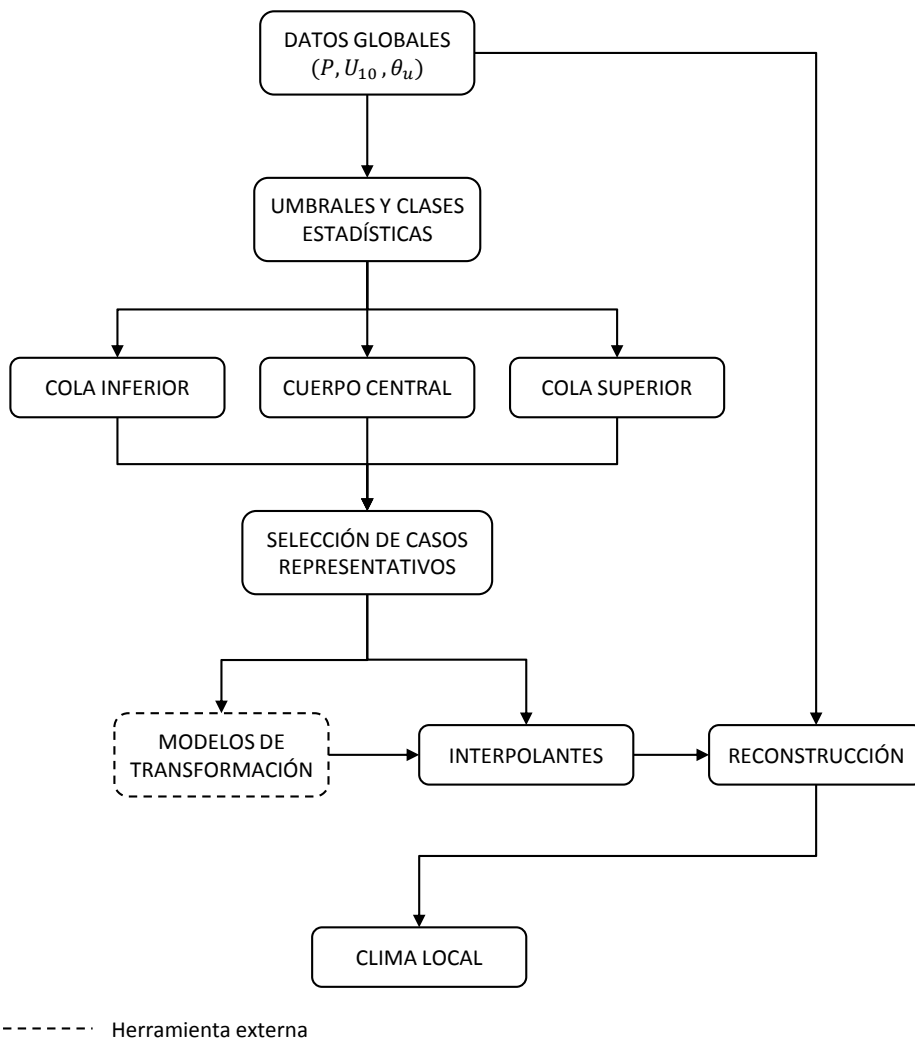 DATOS GLOBALES
(P, U₁₀, θᵤ)
UMBRALES Y CLASES
ESTADÍSTICAS
COLA INFERIOR
CUERPO CENTRAL
COLA SUPERIOR
SELECCIÓN DE CASOS
REPRESENTATIVOS
MODELOS DE
TRANSFORMACIÓN
INTERPOLANTES
RECONSTRUCCIÓN
CLIMA LOCAL
Herramienta externa